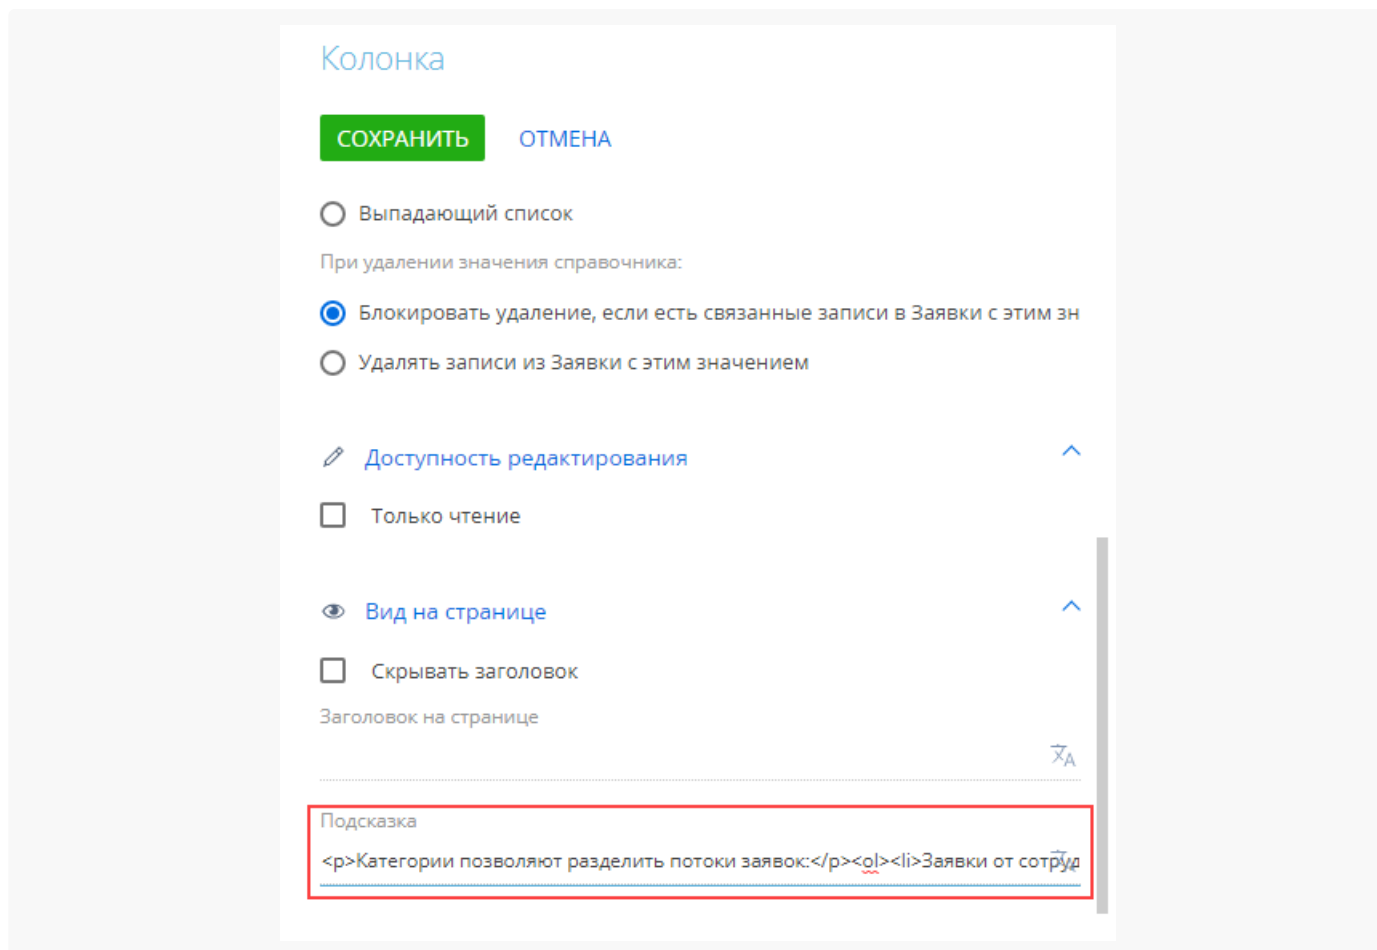 Колонка
СОХРАНИТЬ ОТМЕНА
Выпадающий список
При удалении значения справочника:
Блокировать удаление, если есть связанные записи в Заявки с этим зн
Удалять записи из Заявки с этим значением
Доступность редактирования
Только чтение
Вид на странице
Скрывать заголовок
Заголовок на странице
Подсказка
<p>Категории позволяют разделить потоки заявок:</p><ol><li>Заявки от сотруд